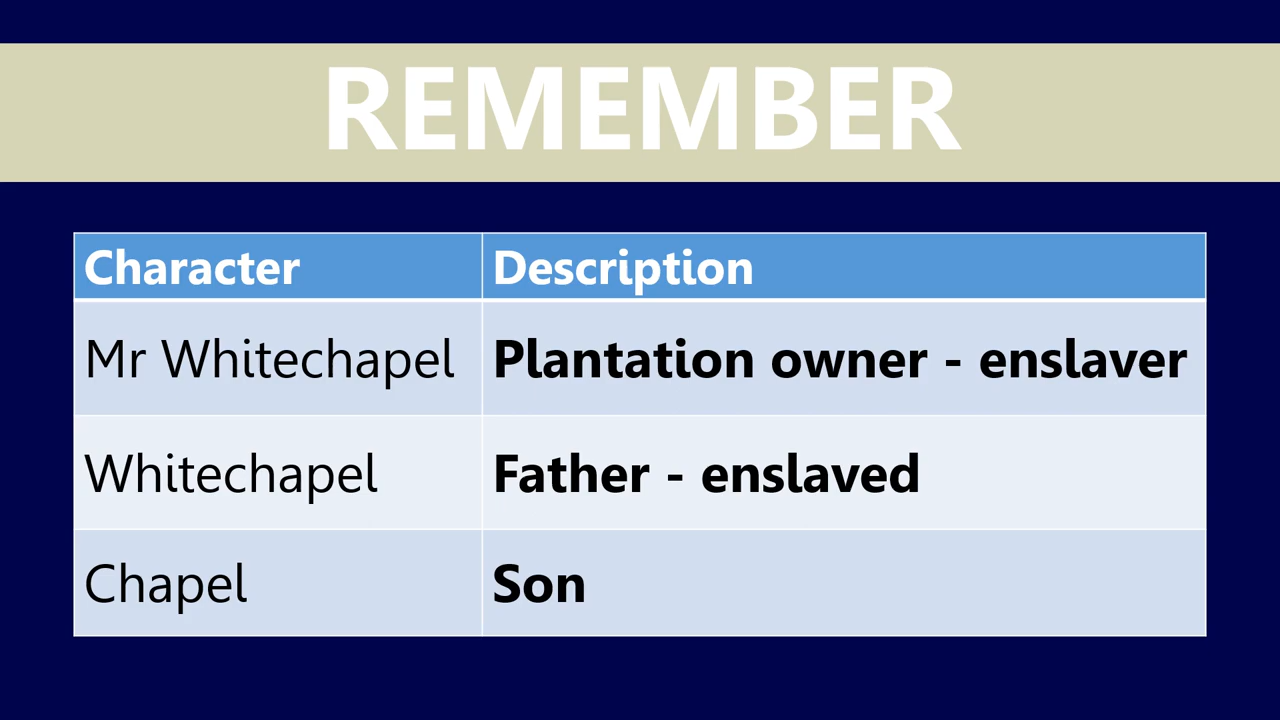 REMEMBER
Character Description
Mr Whitechapel Plantation owner - enslaver
Whitechapel Father - enslaved
Chapel Son